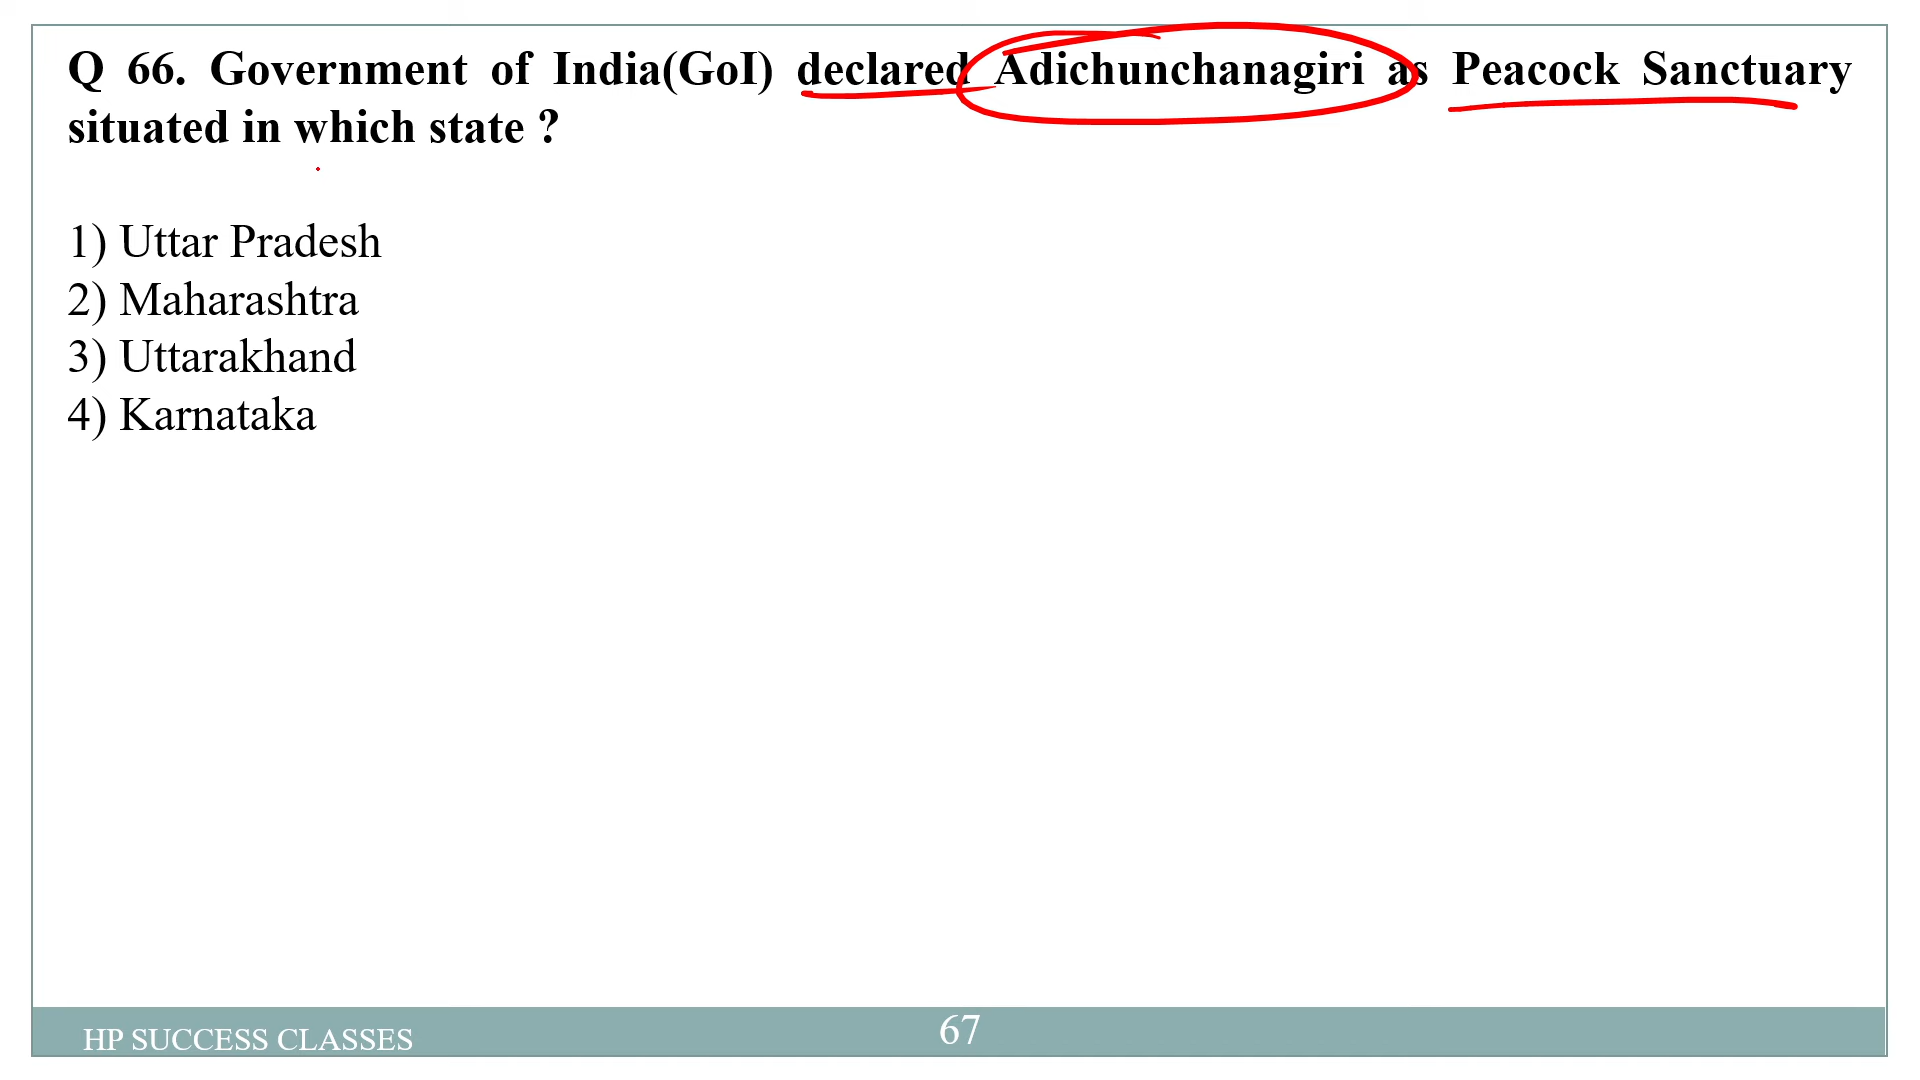 Q 66. Government of India(GoI) declared Adichunchanagiri as Peacock Sanctuary
situated in which state ?
1) Uttar Pradesh
2) Maharashtra
3) Uttarakhand
4) Karnataka
HP SUCCESS CLASSES
67